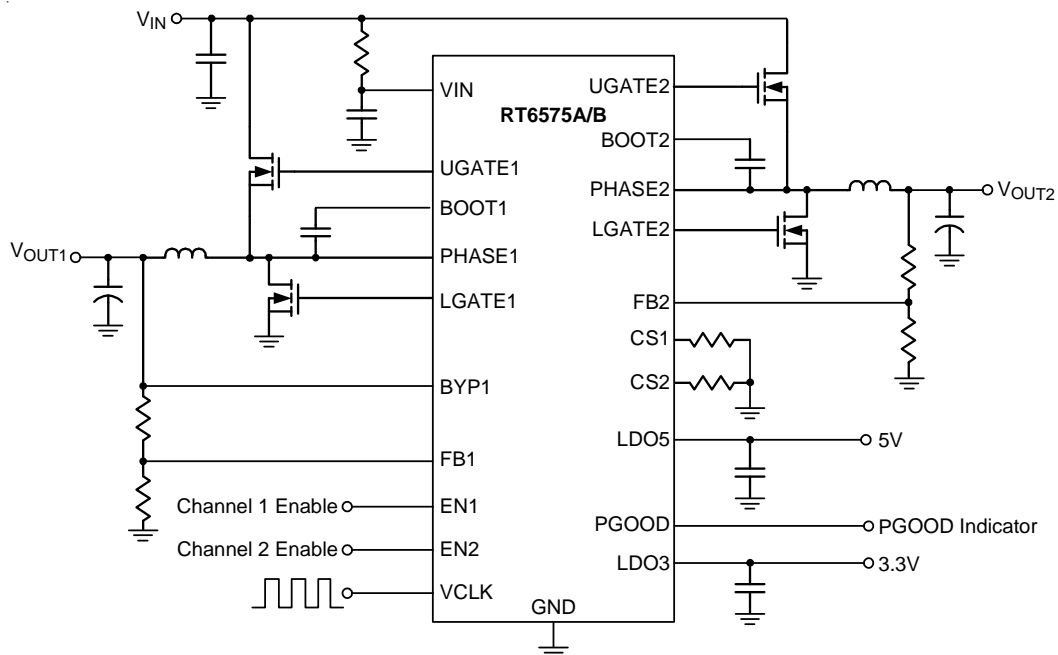 VIN
VIN
RT6575A/B
UGATE1
BOOT1
VOUT1
PHASE1
LGATE1
BYP1
FB1
Channel 1 Enable
EN1
Channel 2 Enable
EN2
VCLK
GND
UGATE2
BOOT2
PHASE2
VOUT2
LGATE2
FB2
CS1
CS2
LDO5
5V
PGOOD
PGOOD Indicator
LDO3
3.3V